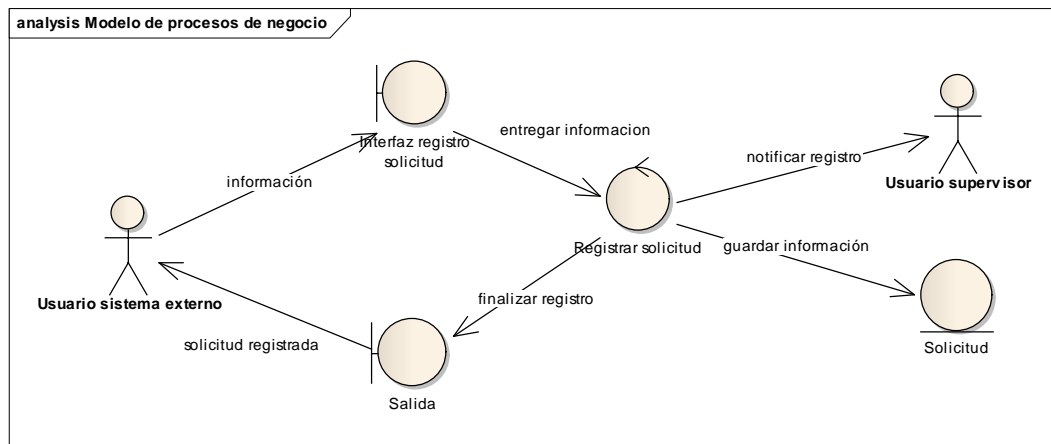 analysis Modelo de procesos de negocio
Interfaz registro
solicitud
entregar informacion
información
notificar registro
Usuario supervisor
Registrar solicitud
guardar información
Usuario sistema externo
finalizar registro
solicitud registrada
Solicitud
Salida